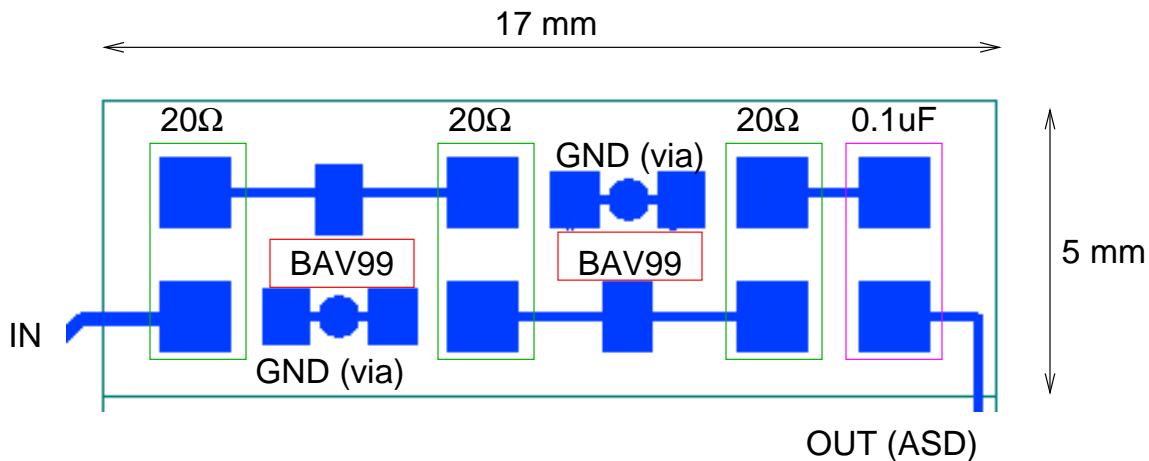 17 mm
20Ω
20Ω
20Ω
0.1uF
GND (via)
BAV99
BAV99
5 mm
IN
GND (via)
OUT (ASD)